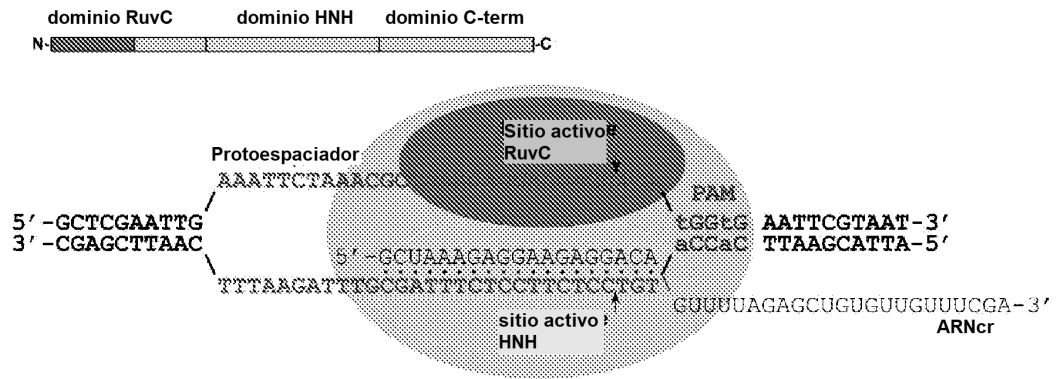 dominio RuvC dominio HNH dominio C-term
N- -C
Sitio activo
RuvC
Protoespaciador
AAATTCTAAACGC
PAM
5′-GCTCGAATTG tGGtG AATTCGTAAT-3′
3′-CGAGCTTAAC aCCaC TTAAGCATTA-5′
5′-GCUAAAGAGGAAGAGGACA
TTTAAGATTTGCGATTTCTCCTTCTCCTGT
GUUUUAGAGCUGUGUUGUUUCGA-3′
sitio activo
HNH
ARNcr